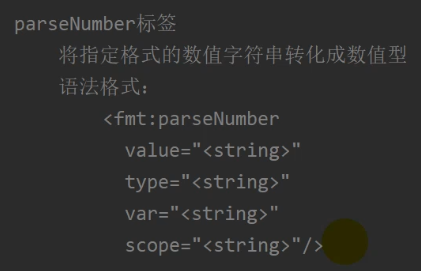 parseNumber标签
将指定格式的数值字符串转化成数值型
语法格式：
<fmt:parseNumber
value="<string>"
type="<string>"
var="<string>"
scope="<string>"/>